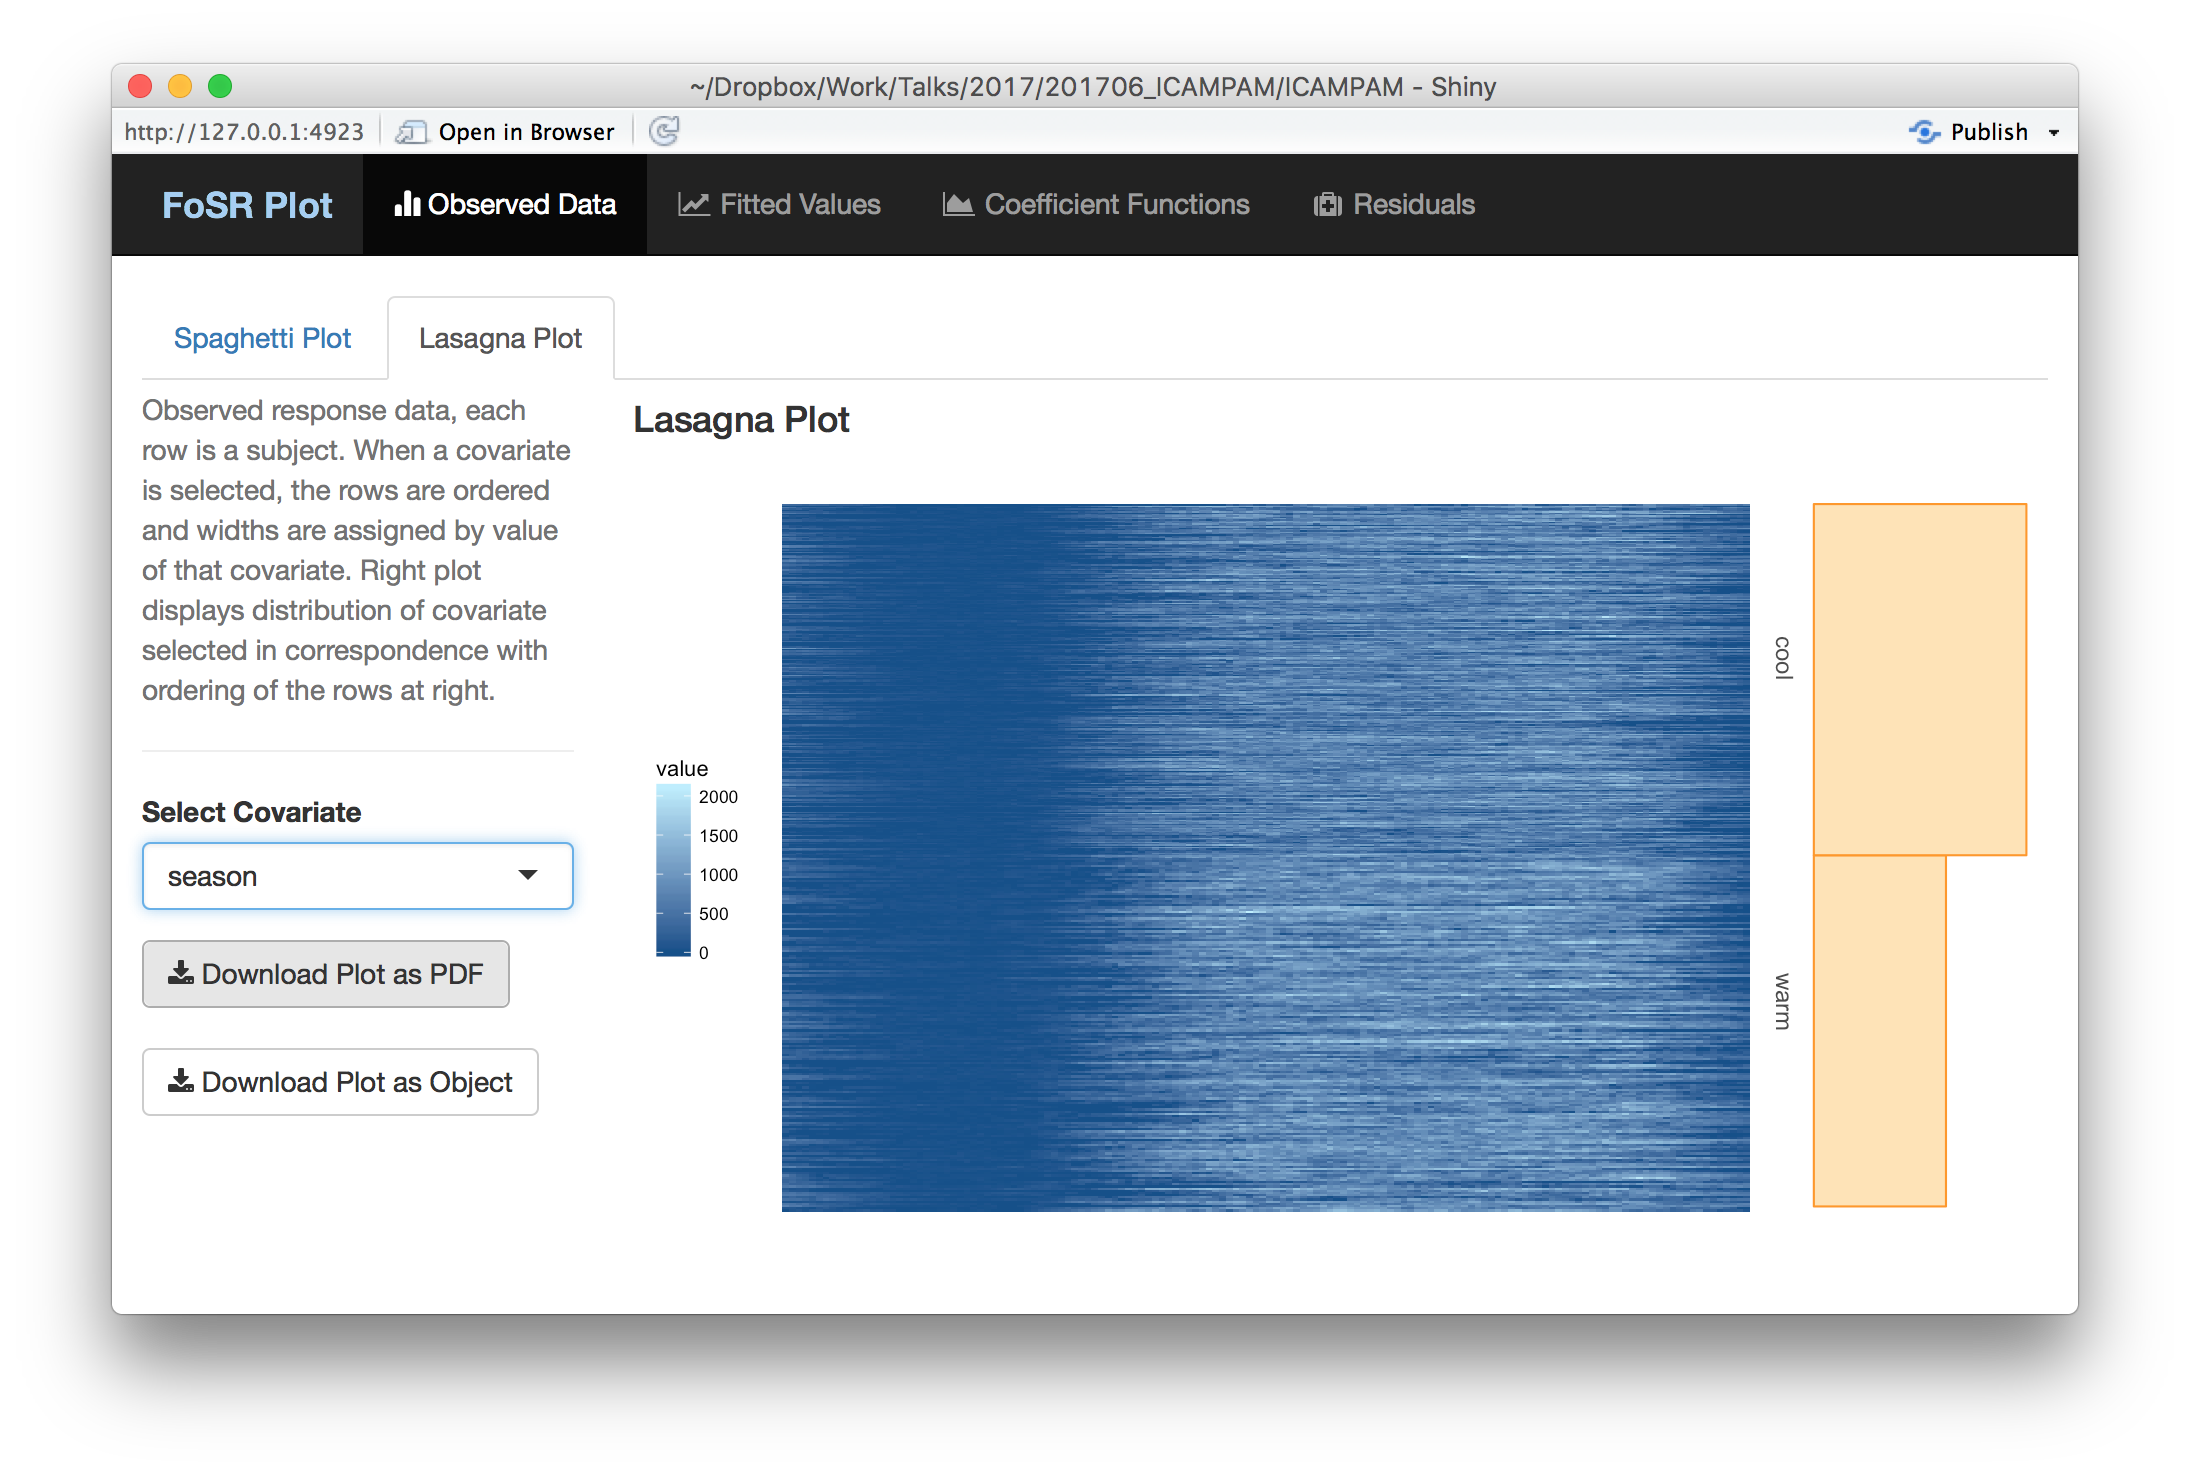 ~/Dropbox/Work/Talks/2017/201706_ICAMPAM/ICAMPAM - Shiny
http://127.0.0.1:4923 Open in Browser Publish
FoSR Plot Observed Data Fitted Values Coefficient Functions Residuals
Spaghetti Plot Lasagna Plot
Observed response data, each
row is a subject. When a covariate
is selected, the rows are ordered
and widths are assigned by value
of that covariate. Right plot
displays distribution of covariate
selected in correspondence with
ordering of the rows at right.
Select Covariate
season
Download Plot as PDF
Download Plot as Object
Lasagna Plot
value
2000
1500
1000
500
0
cool
warm